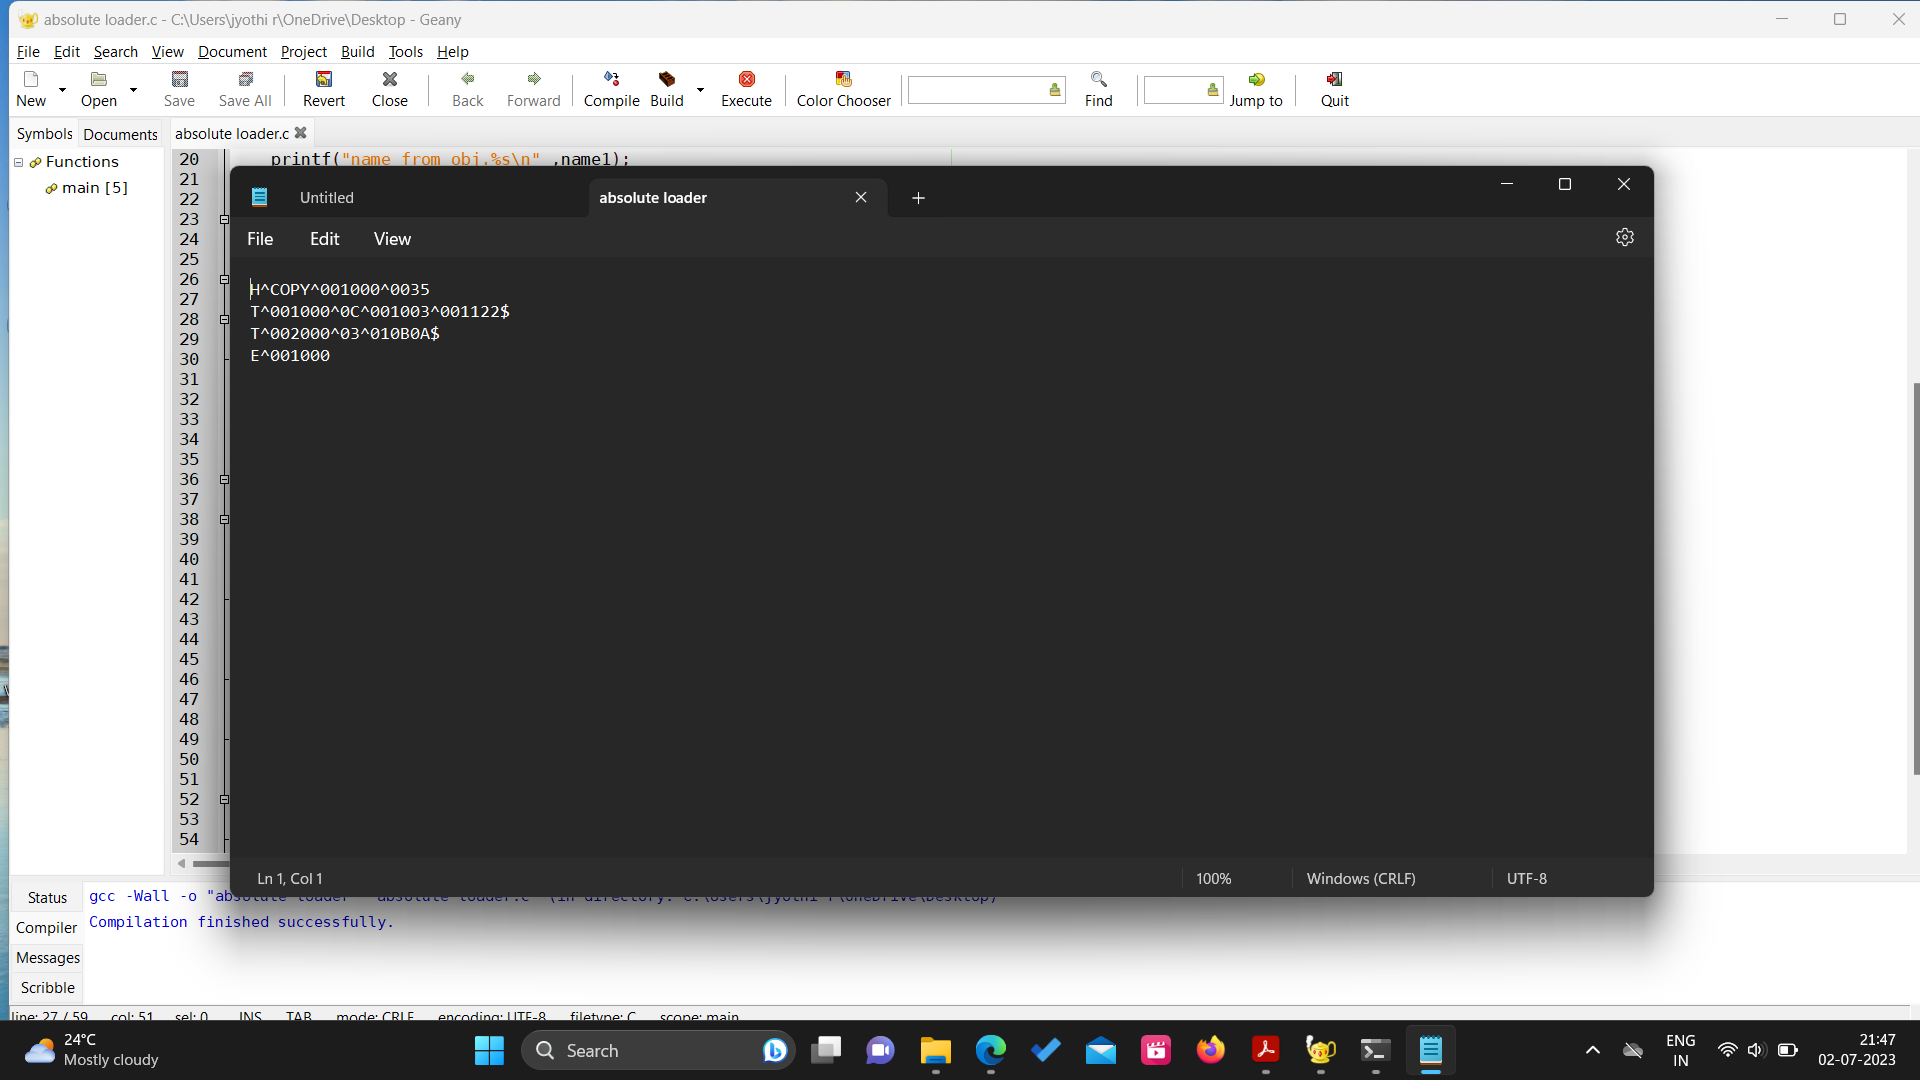 absolute loader.c - C:\Users\jyothi r\OneDrive\Desktop - Geany
File Edit Search View Document Project Build Tools Help
New Open Save Save All Revert Close Back Forward Compile Build Execute Color Chooser Find Jump to Quit
Symbols Documents absolute loader.c
Functions
main [5]
20 printf("name from obj.%s\n" ,name1);
21
22
23
24
25
26
27
28
29
30
31
32
33
34
35
36
37
38
39
40
41
42
43
44
45
46
47
48
49
50
51
52
53
54
Untitled absolute loader
File Edit View
H^COPY^001000^0035
T^001000^0C^001003^001122$
T^002000^03^010B0A$
E^001000
Ln 1, Col 1 100% Windows (CRLF) UTF-8
Status
Compiler
Messages
Scribble
gcc -Wall -o "absolute loader" "absolute loader.c" (in directory: C:\Users\jyothi r\OneDrive\Desktop)
Compilation finished successfully.
line: 27 / 59 col: 51 sel: 0 INS TAB mode: CRLF encoding: UTF-8 filetype: C scope: main
24°C
Mostly cloudy
Search
ENG
IN
21:47
02-07-2023